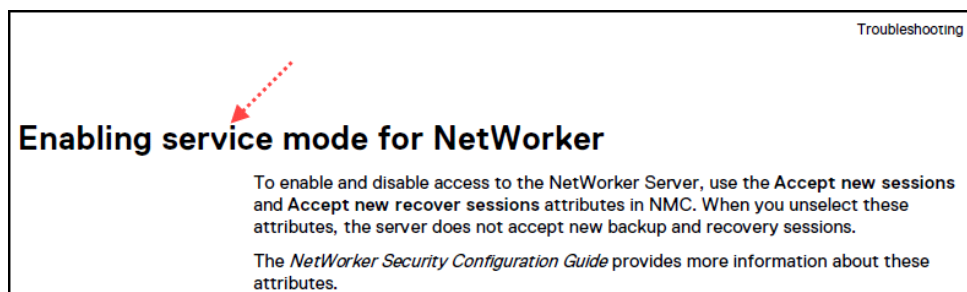 Troubleshooting
Enabling service mode for NetWorker
To enable and disable access to the NetWorker Server, use the Accept new sessions
and Accept new recover sessions attributes in NMC. When you unselect these
attributes, the server does not accept new backup and recovery sessions.
The NetWorker Security Configuration Guide provides more information about these
attributes.